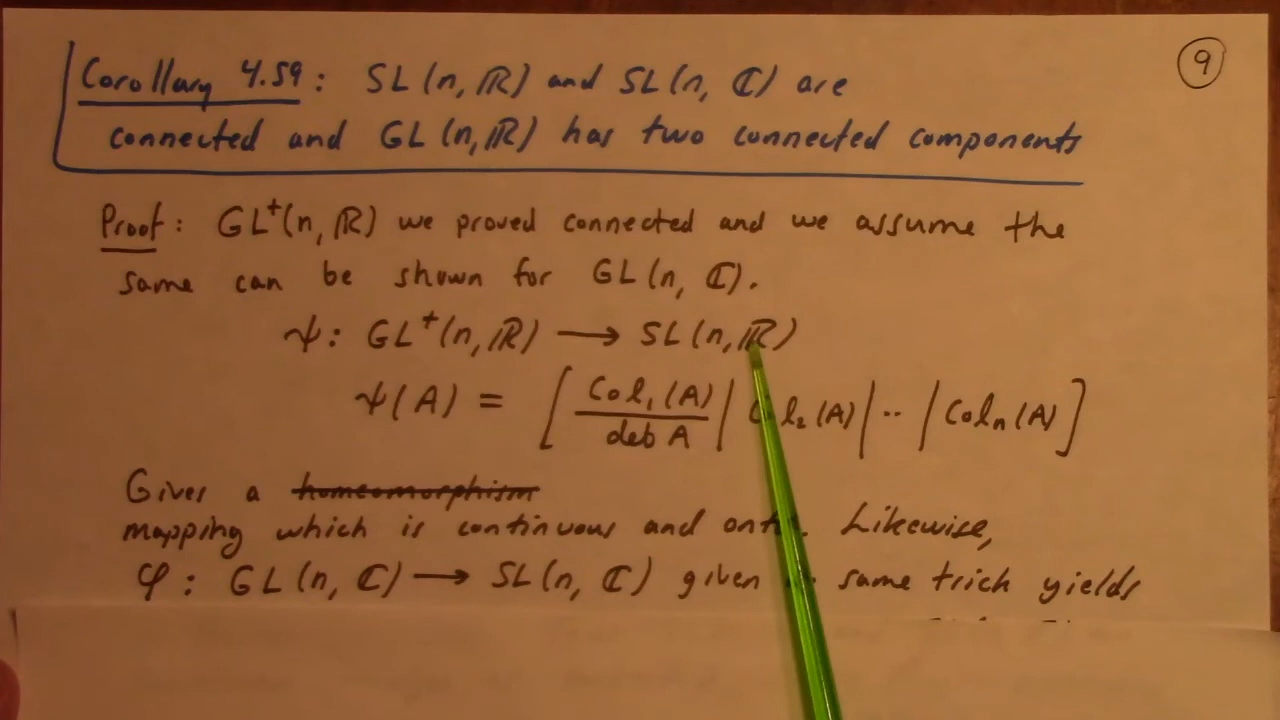 9
Corollary 4.59: SL(n, ℝ) and SL(n, ℂ) are
connected and GL(n, ℝ) has two connected components
Proof: GL⁺(n, ℝ) we proved connected and we assume the
same can be shown for GL(n, ℂ).
ψ: GL⁺(n, ℝ) ⟶ SL(n, ℝ)
ψ(A) = [ Col₁(A) / det A | Col₂(A) | ·· | Colₙ(A) ]
Gives a homeomorphism
mapping which is continuous and onto. Likewise,
φ: GL(n, ℂ) ⟶ SL(n, ℂ) given same trick yields